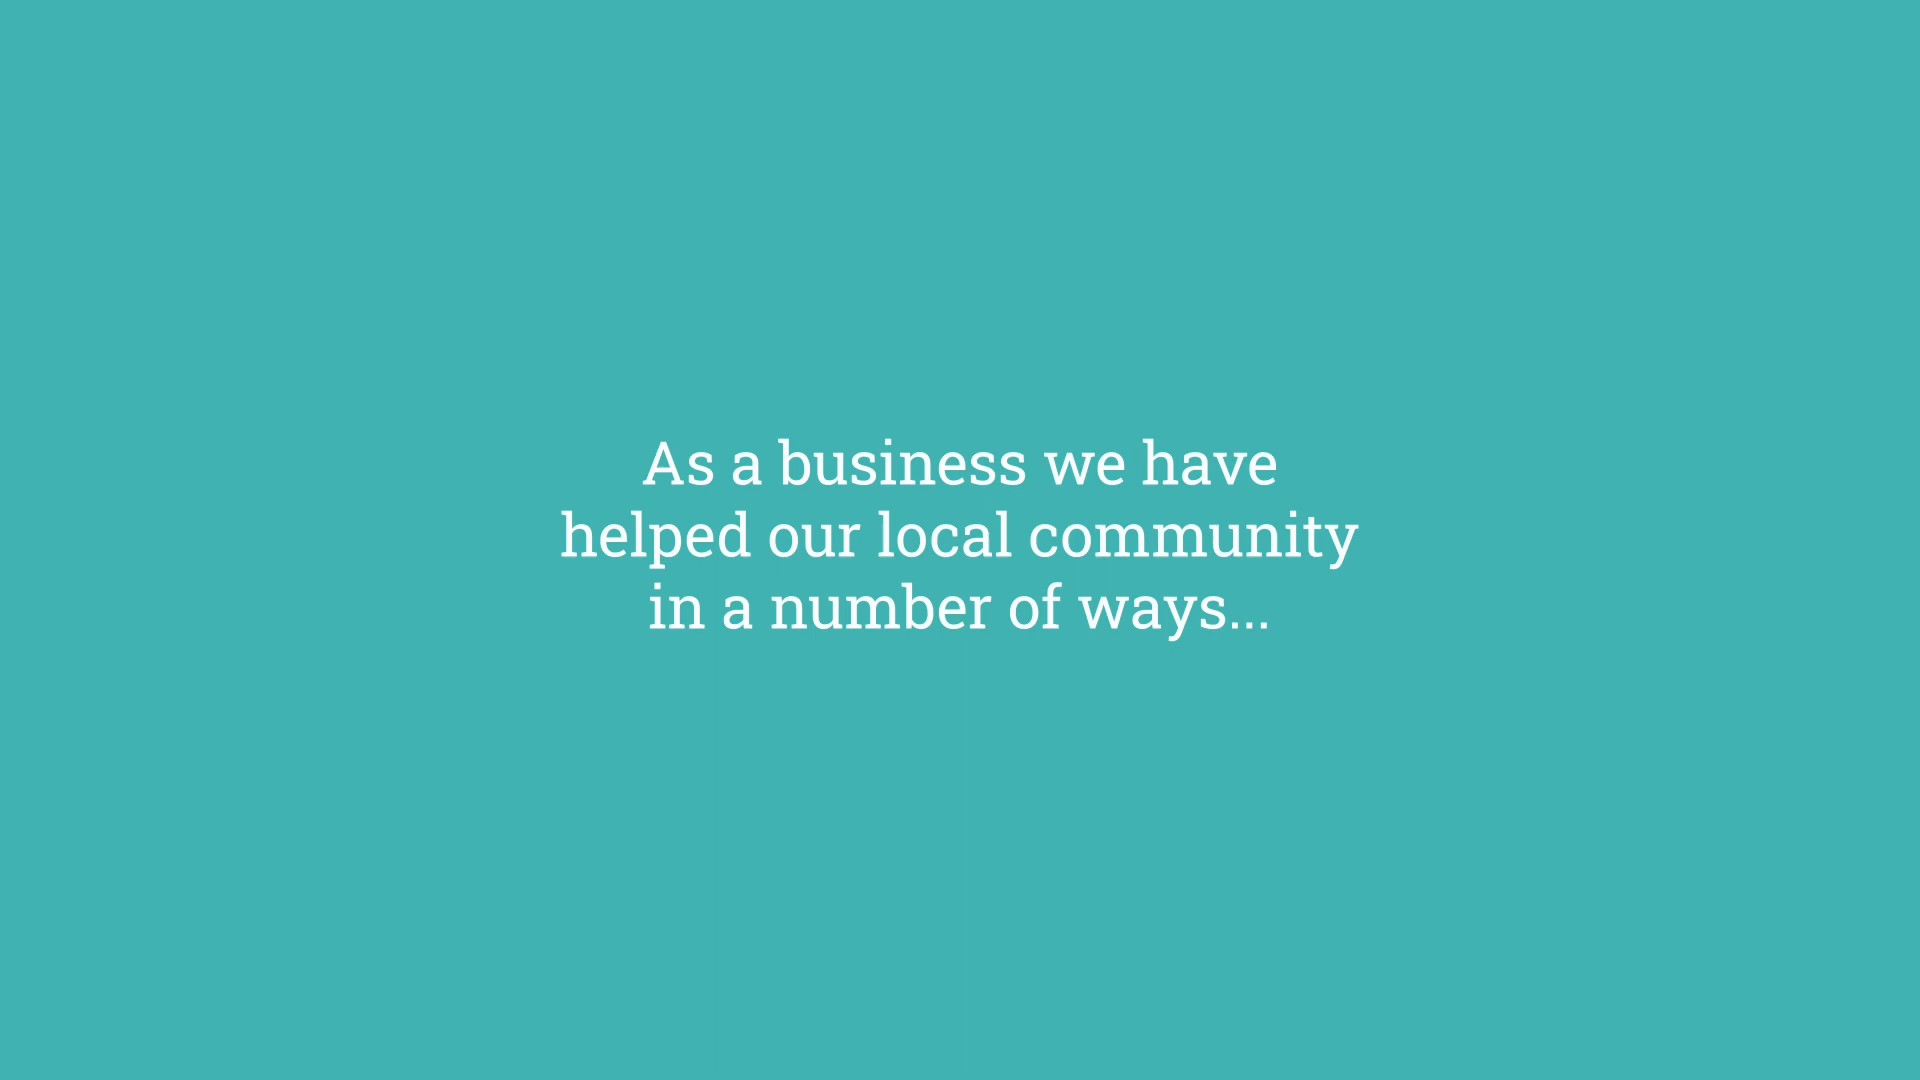 As a business we have
helped our local community
in a number of ways...